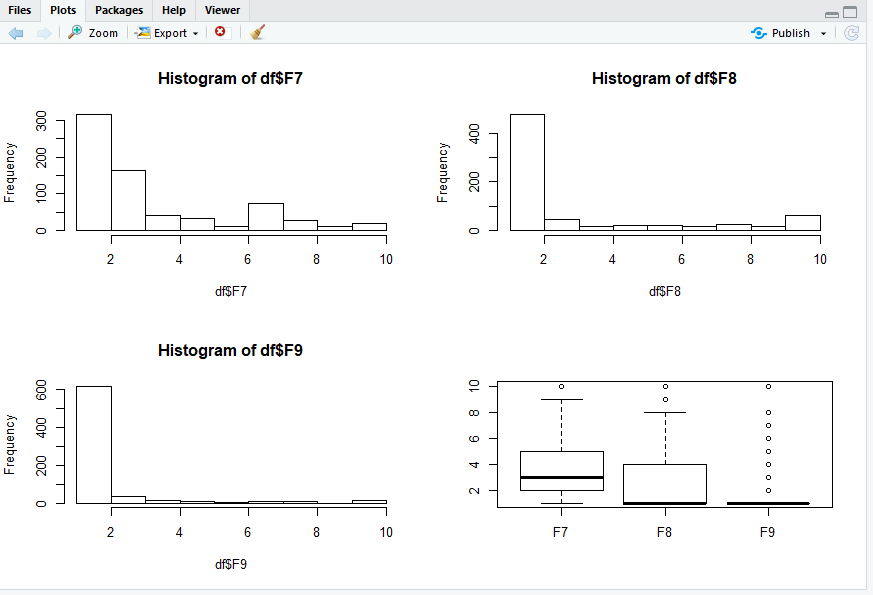 Files Plots Packages Help Viewer
Zoom Export Publish
Histogram of df$F7
Frequency
0 100 200 300
2 4 6 8 10
df$F7
Histogram of df$F8
Frequency
0 200 400
2 4 6 8 10
df$F8
Histogram of df$F9
Frequency
0 200 400 600
2 4 6 8 10
df$F9
2 4 6 8 10
F7 F8 F9